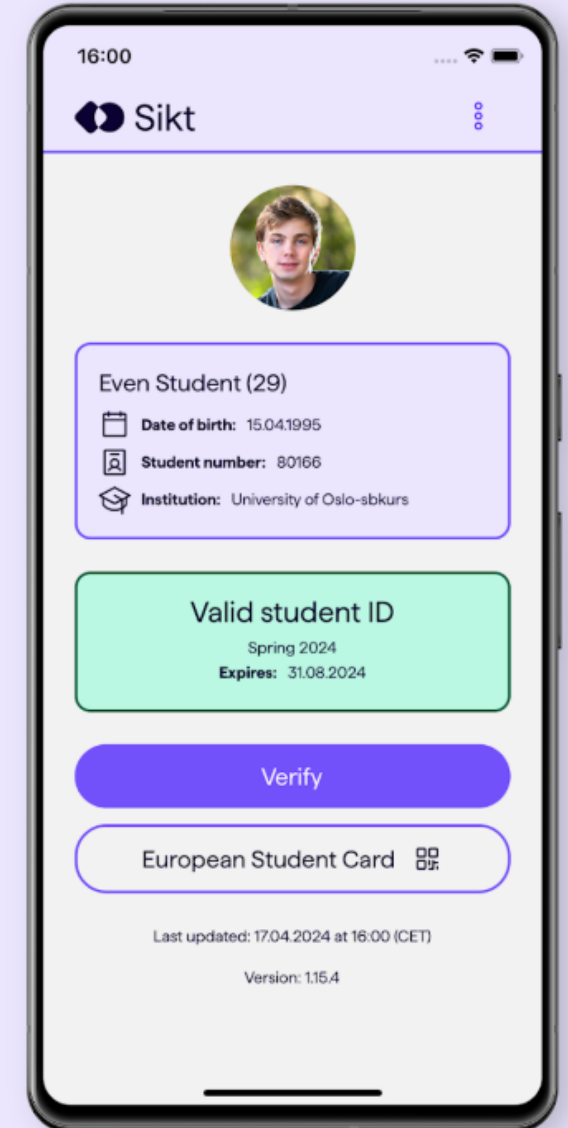 16:00
Sikt
Even Student (29)
Date of birth: 15.04.1995
Student number: 80166
Institution: University of Oslo-sbkurs
Valid student ID
Spring 2024
Expires: 31.08.2024
Verify
European Student Card
Last updated: 17.04.2024 at 16:00 (CET)
Version: 1.15.4